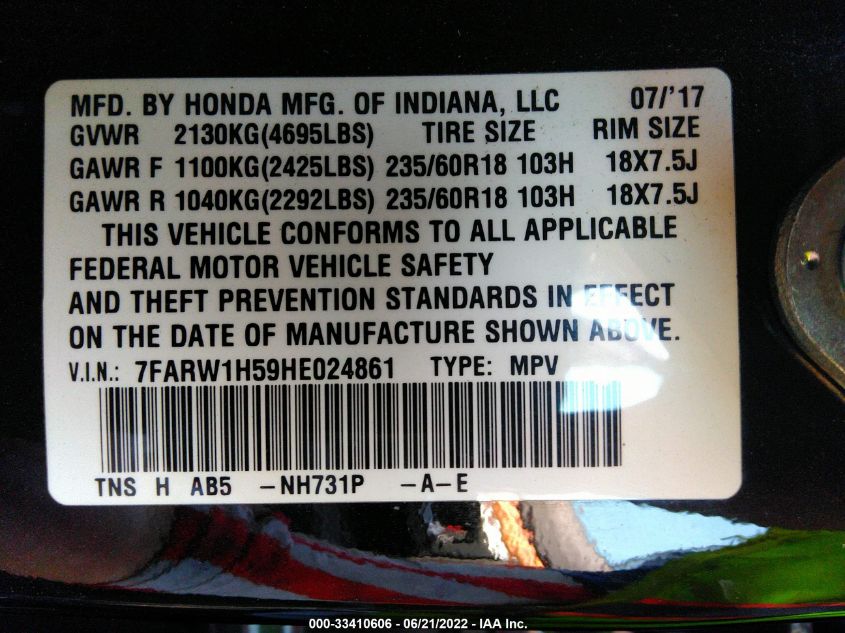 MFD. BY HONDA MFG. OF INDIANA, LLC 07/'17
GVWR 2130KG(4695LBS) TIRE SIZE RIM SIZE
GAWR F 1100KG(2425LBS) 235/60R18 103H 18X7.5J
GAWR R 1040KG(2292LBS) 235/60R18 103H 18X7.5J
THIS VEHICLE CONFORMS TO ALL APPLICABLE
FEDERAL MOTOR VEHICLE SAFETY
AND THEFT PREVENTION STANDARDS IN EFFECT
ON THE DATE OF MANUFACTURE SHOWN ABOVE.
V.I.N.: 7FARW1H59HE024861 TYPE: MPV
TNS H AB5 -NH731P -A-E
000-33410606 - 06/21/2022 - IAA Inc.